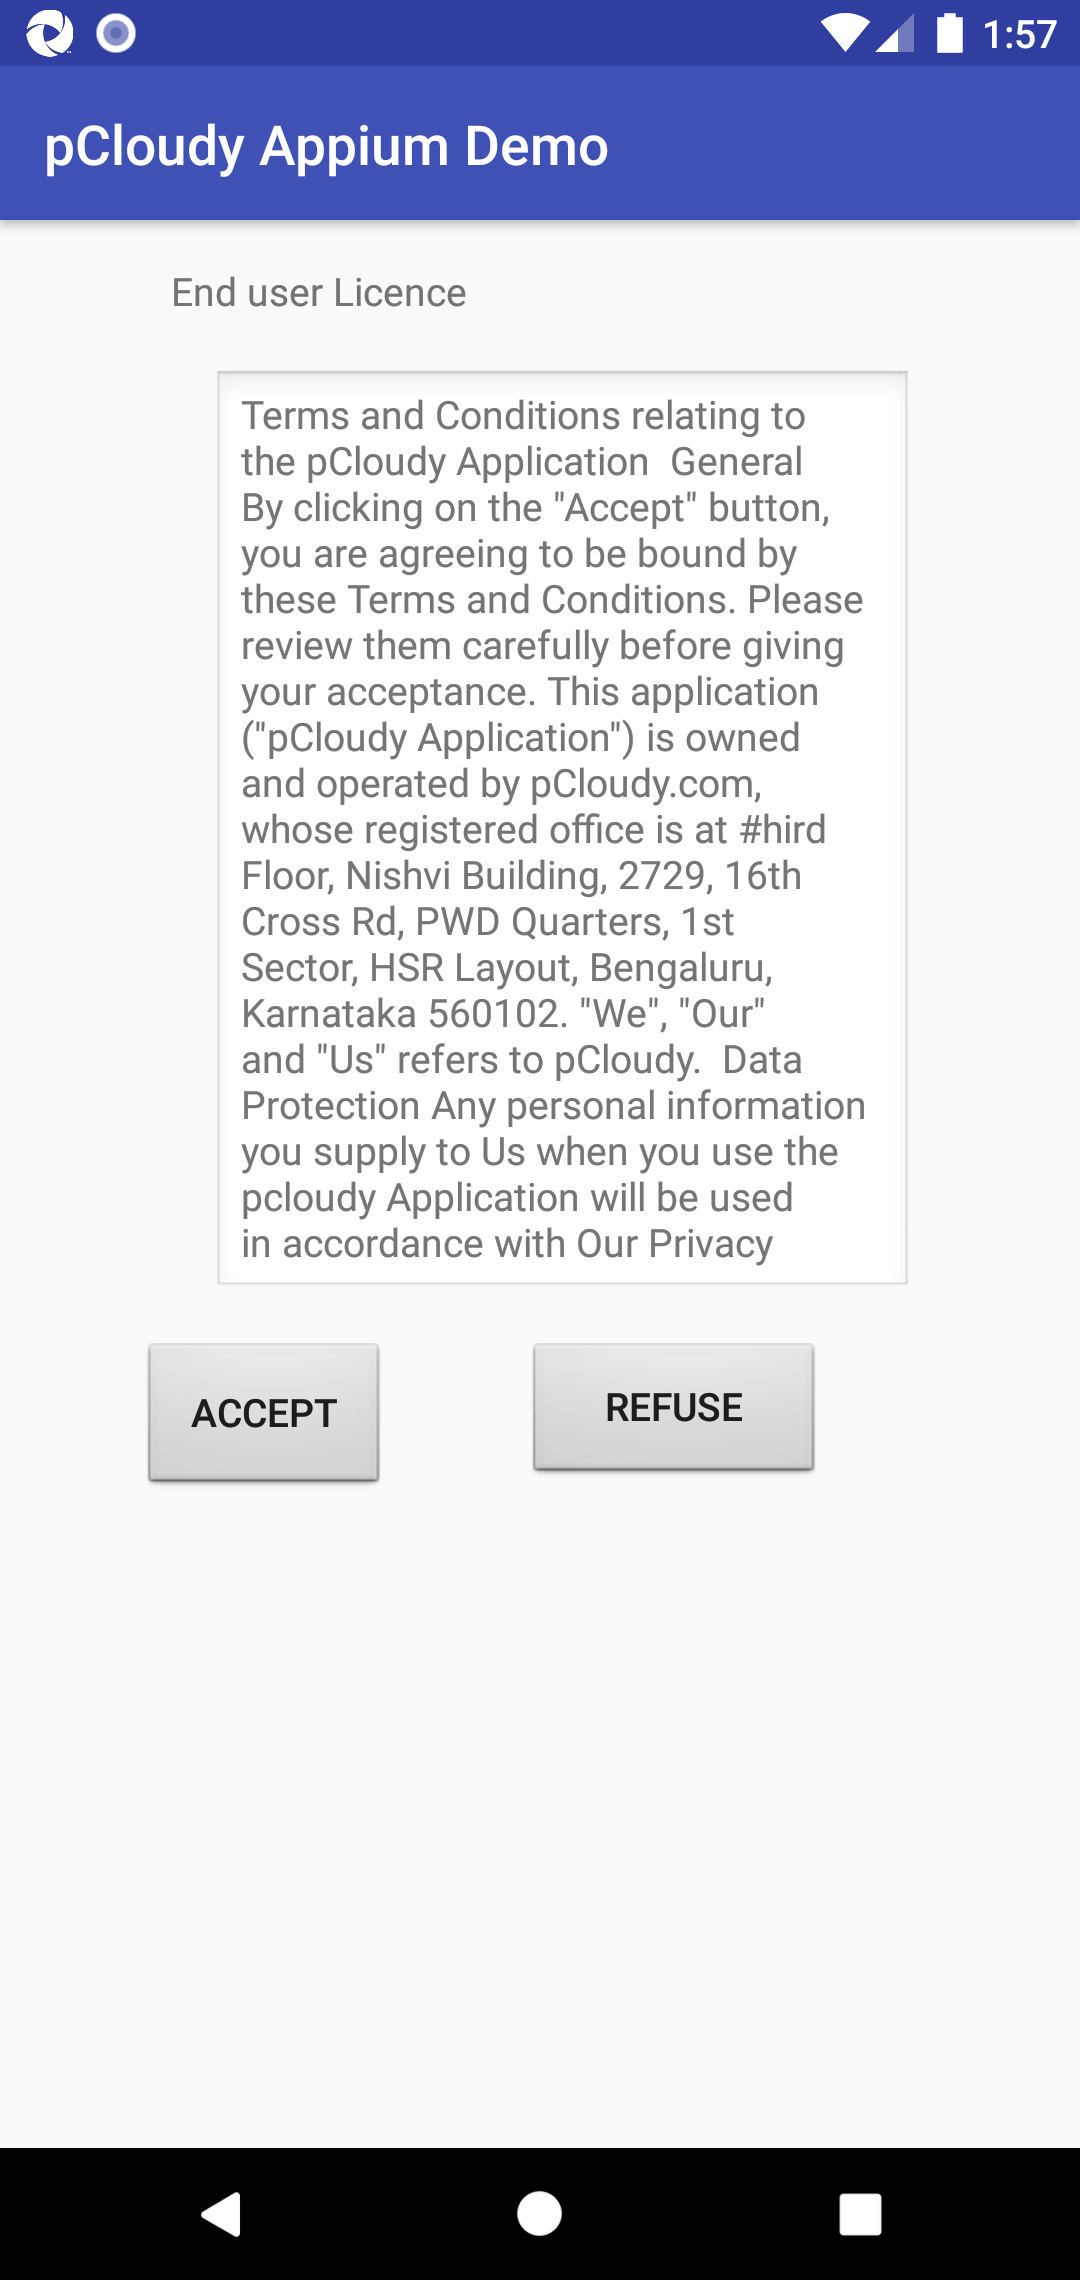 1:57
pCloudy Appium Demo
End user Licence
Terms and Conditions relating to
the pCloudy Application  General
By clicking on the "Accept" button,
you are agreeing to be bound by
these Terms and Conditions. Please
review them carefully before giving
your acceptance. This application
("pCloudy Application") is owned
and operated by pCloudy.com,
whose registered office is at #hird
Floor, Nishvi Building, 2729, 16th
Cross Rd, PWD Quarters, 1st
Sector, HSR Layout, Bengaluru,
Karnataka 560102. "We", "Our"
and "Us" refers to pCloudy.  Data
Protection Any personal information
you supply to Us when you use the
pcloudy Application will be used
in accordance with Our Privacy
ACCEPT
REFUSE